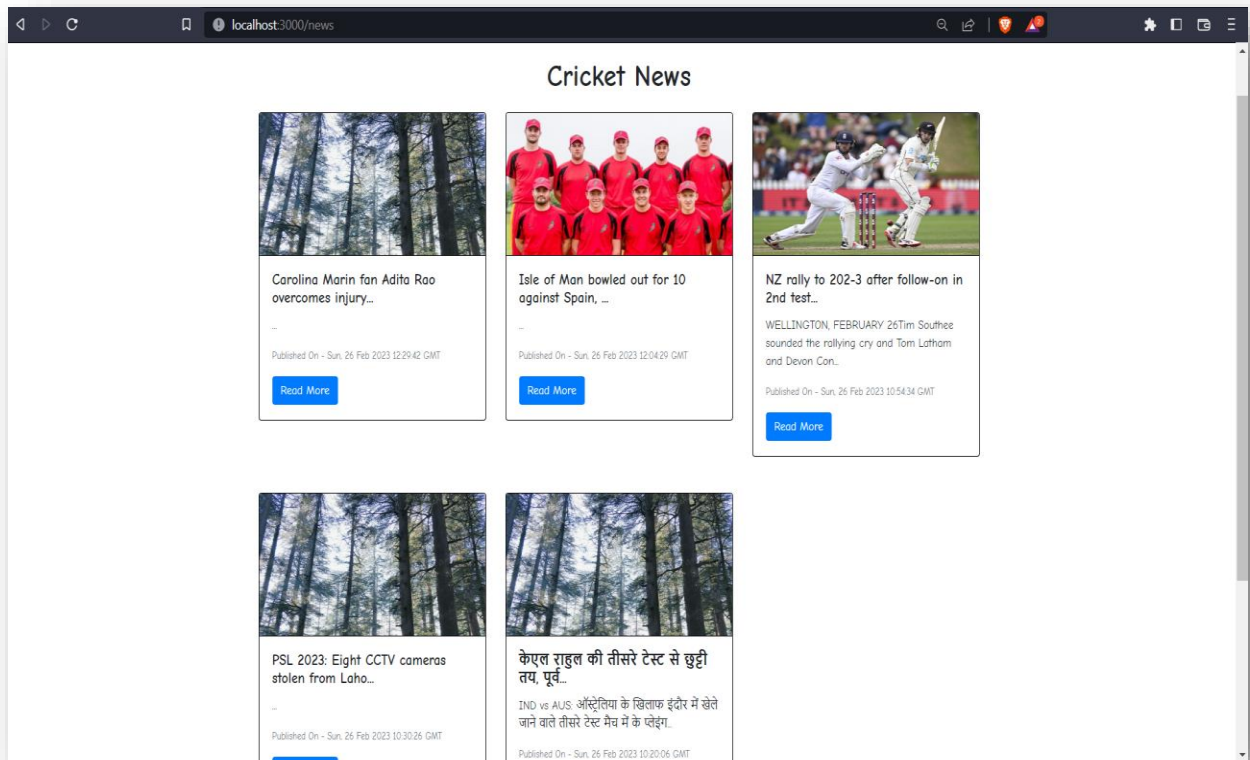 localhost:3000/news
Cricket News
Carolina Marin fan Adita Rao
overcomes injury...
...
Published On - Sun, 26 Feb 2023 12:29:42 GMT
Read More
Isle of Man bowled out for 10
against Spain, ...
...
Published On - Sun, 26 Feb 2023 12:04:29 GMT
Read More
NZ rally to 202-3 after follow-on in
2nd test...
WELLINGTON, FEBRUARY 26Tim Southee
sounded the rallying cry and Tom Latham
and Devon Con...
Published On - Sun, 26 Feb 2023 10:54:34 GMT
Read More
PSL 2023: Eight CCTV cameras
stolen from Laho...
...
Published On - Sun, 26 Feb 2023 10:30:26 GMT
केएल राहुल की तीसरे टेस्ट से छुट्टी
तय, पूर्व...
IND vs AUS: ऑस्ट्रेलिया के खिलाफ इंदौर में खेले
जाने वाले तीसरे टेस्ट मैच में के प्लेइंग...
Published On - Sun, 26 Feb 2023 10:20:06 GMT